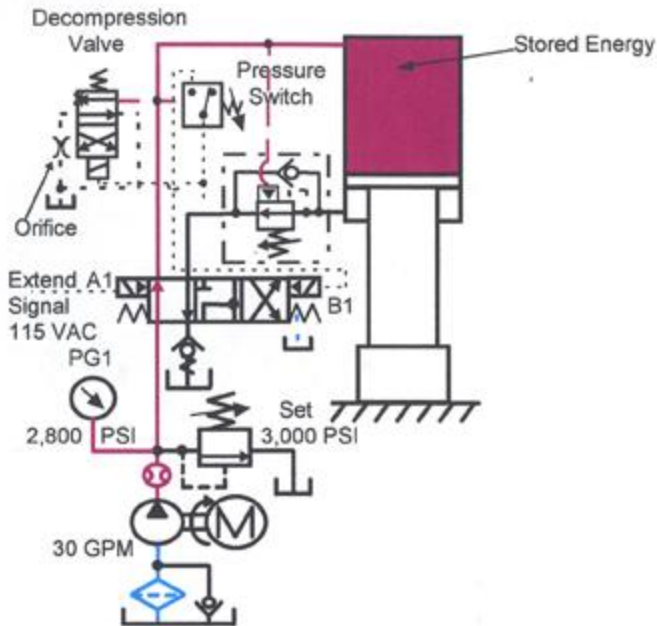 Decompression
Valve
Stored Energy
Pressure
Switch
Orifice
Extend A1
Signal
115 VAC
B1
PG1
Set
2,800 PSI
3,000 PSI
M
30 GPM